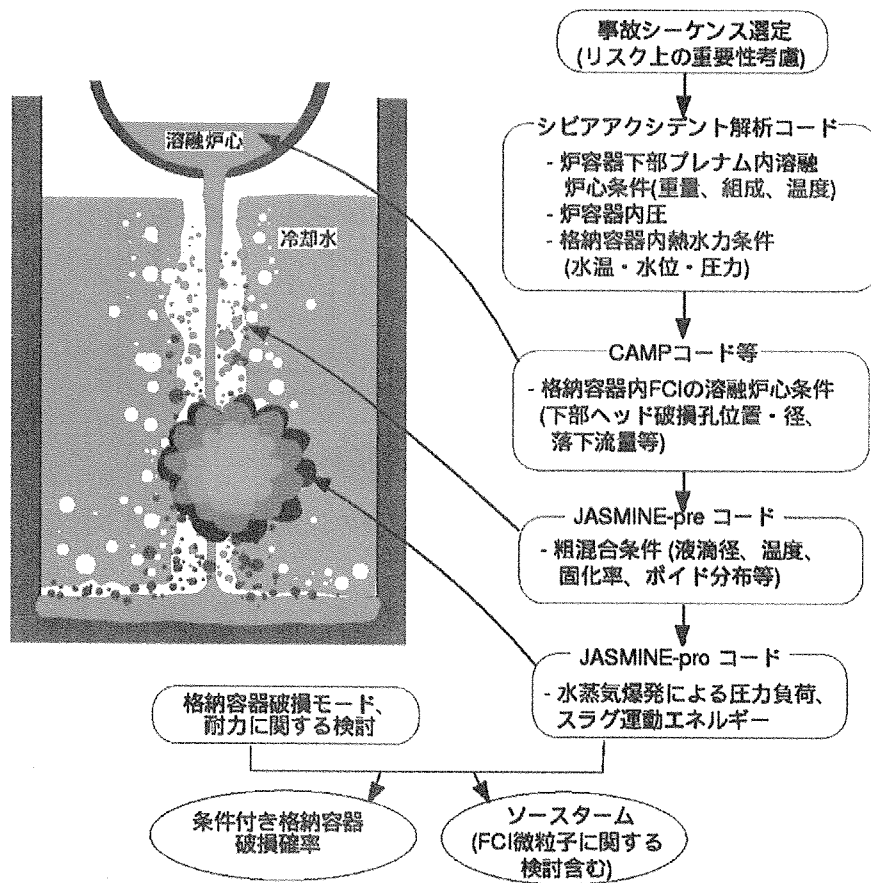 事故シーケンス選定
(リスク上の重要性考慮)
シビアアクシデント解析コード
- 炉容器下部プレナム内溶融
炉心条件(重量、組成、温度)
- 炉容器内圧
- 格納容器内熱水力条件
(水温・水位・圧力)
CAMPコード等
- 格納容器内FCIの溶融炉心条件
(下部ヘッド破損孔位置・径、
落下流量等)
JASMINE-pre コード
- 粗混合条件 (液滴径、温度、
固化率、ボイド分布等)
JASMINE-pro コード
- 水蒸気爆発による圧力負荷、
スラグ運動エネルギー
溶融炉心
冷却水
格納容器破損モード、
耐力に関する検討
条件付き格納容器
破損確率
ソースターム
(FCI微粒子に関する
検討含む)